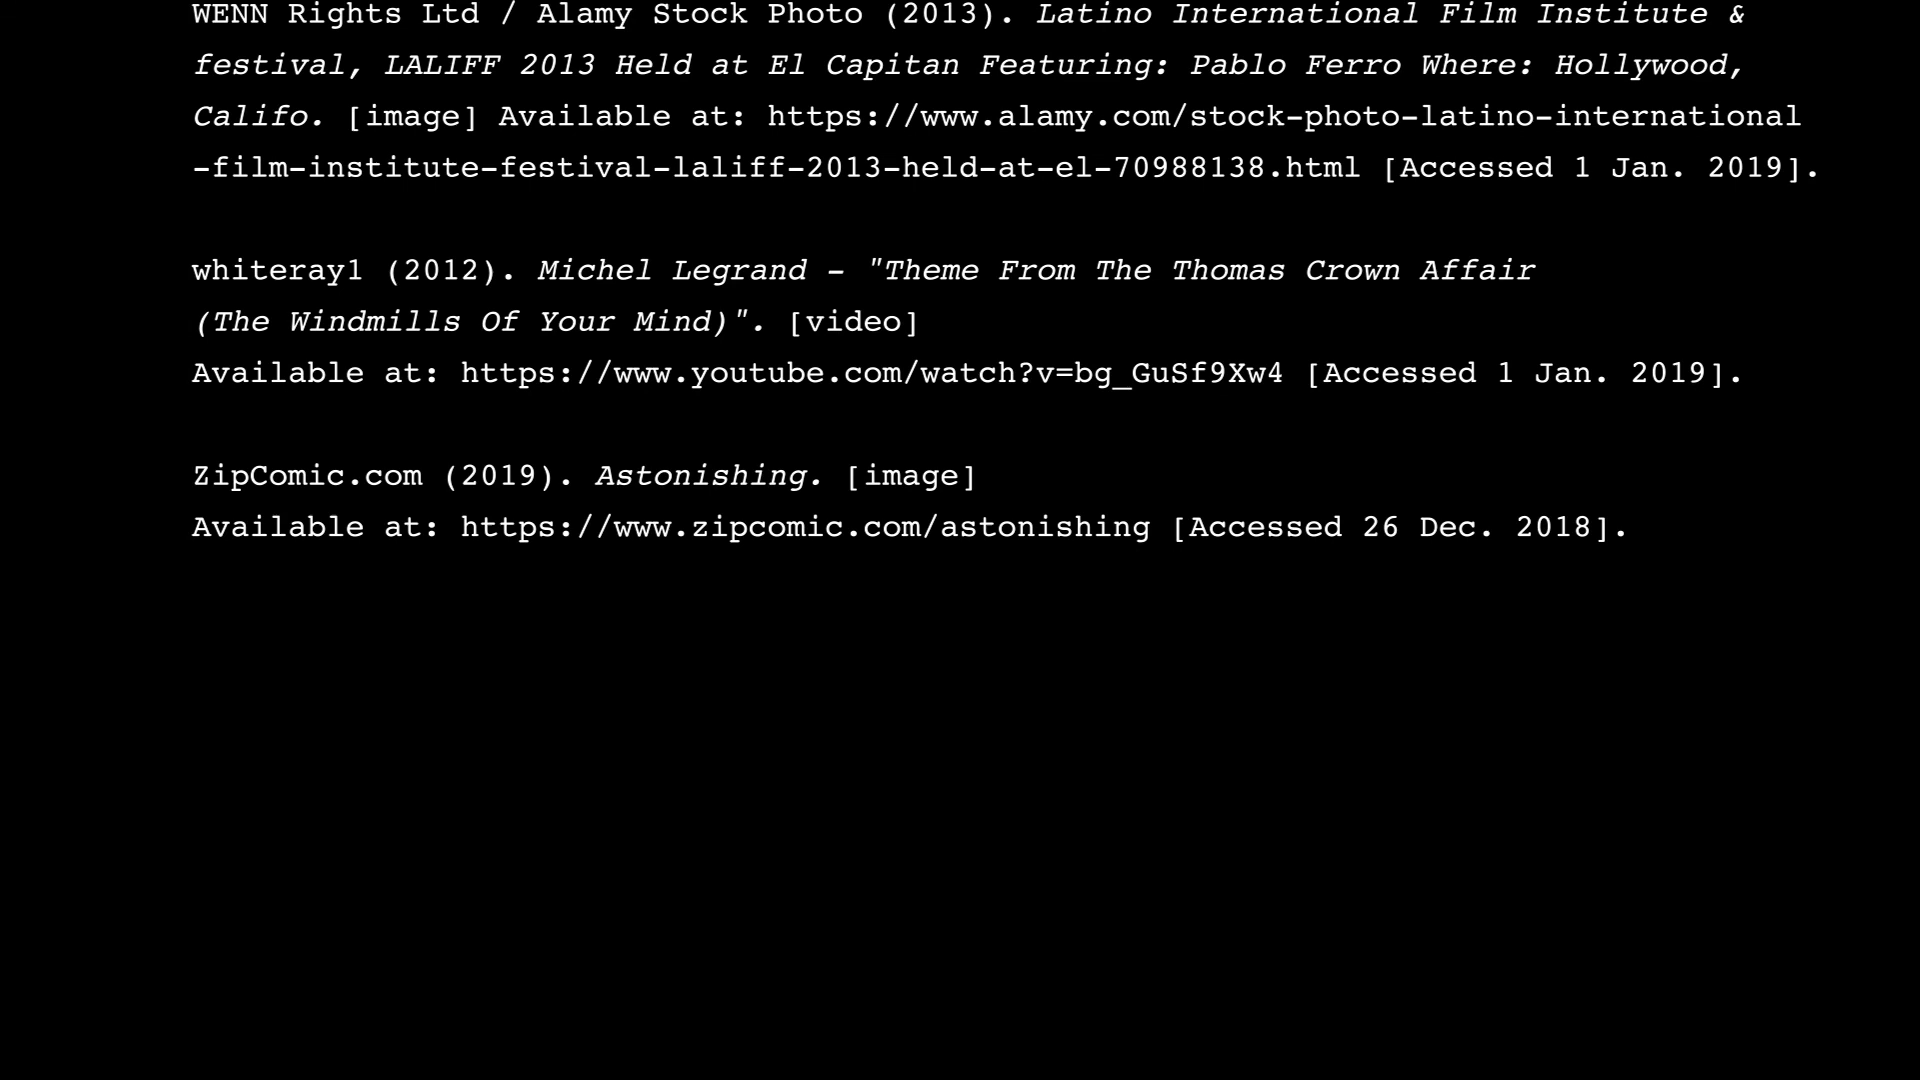 WENN Rights Ltd / Alamy Stock Photo (2013). Latino International Film Institute &
festival, LALIFF 2013 Held at El Capitan Featuring: Pablo Ferro Where: Hollywood,
Califo. [image] Available at: https://www.alamy.com/stock-photo-latino-international
-film-institute-festival-laliff-2013-held-at-el-70988138.html [Accessed 1 Jan. 2019].
whiteray1 (2012). Michel Legrand - "Theme From The Thomas Crown Affair
(The Windmills Of Your Mind)". [video]
Available at: https://www.youtube.com/watch?v=bg_GuSf9Xw4 [Accessed 1 Jan. 2019].
ZipComic.com (2019). Astonishing. [image]
Available at: https://www.zipcomic.com/astonishing [Accessed 26 Dec. 2018].